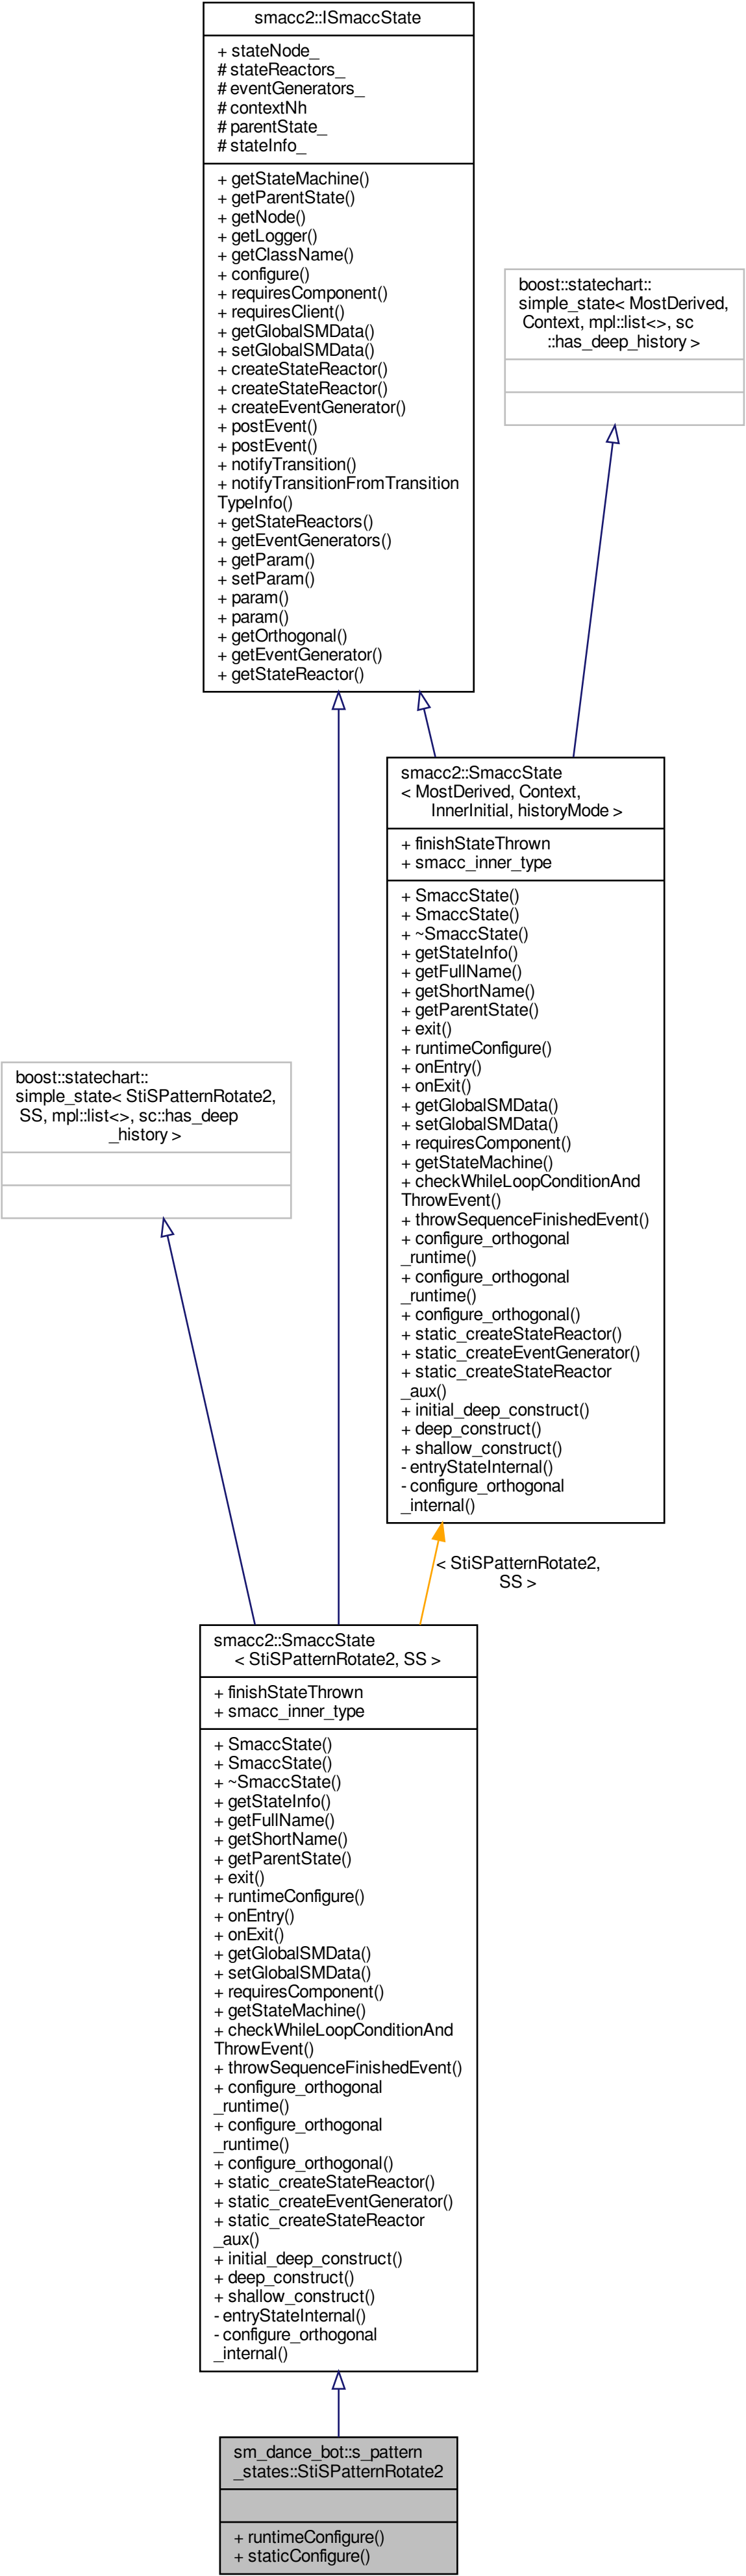 smacc2::ISmaccState
+ stateNode_
# stateReactors_
# eventGenerators_
# contextNh
# parentState_
# stateInfo_
+ getStateMachine()
+ getParentState()
+ getNode()
+ getLogger()
+ getClassName()
+ configure()
+ requiresComponent()
+ requiresClient()
+ getGlobalSMData()
+ setGlobalSMData()
+ createStateReactor()
+ createStateReactor()
+ createEventGenerator()
+ postEvent()
+ postEvent()
+ notifyTransition()
+ notifyTransitionFromTransition
TypeInfo()
+ getStateReactors()
+ getEventGenerators()
+ getParam()
+ setParam()
+ param()
+ param()
+ getOrthogonal()
+ getEventGenerator()
+ getStateReactor()
boost::statechart::
simple_state< MostDerived,
Context, mpl::list<>, sc
::has_deep_history >
smacc2::SmaccState
< MostDerived, Context,
InnerInitial, historyMode >
+ finishStateThrown
+ smacc_inner_type
+ SmaccState()
+ SmaccState()
+ ~SmaccState()
+ getStateInfo()
+ getFullName()
+ getShortName()
+ getParentState()
+ exit()
+ runtimeConfigure()
+ onEntry()
+ onExit()
+ getGlobalSMData()
+ setGlobalSMData()
+ requiresComponent()
+ getStateMachine()
+ checkWhileLoopConditionAnd
ThrowEvent()
+ throwSequenceFinishedEvent()
+ configure_orthogonal
_runtime()
+ configure_orthogonal
_runtime()
+ configure_orthogonal()
+ static_createStateReactor()
+ static_createEventGenerator()
+ static_createStateReactor
_aux()
+ initial_deep_construct()
+ deep_construct()
+ shallow_construct()
- entryStateInternal()
- configure_orthogonal
_internal()
boost::statechart::
simple_state< StiSPatternRotate2,
SS, mpl::list<>, sc::has_deep
_history >
< StiSPatternRotate2,
SS >
smacc2::SmaccState
< StiSPatternRotate2, SS >
+ finishStateThrown
+ smacc_inner_type
+ SmaccState()
+ SmaccState()
+ ~SmaccState()
+ getStateInfo()
+ getFullName()
+ getShortName()
+ getParentState()
+ exit()
+ runtimeConfigure()
+ onEntry()
+ onExit()
+ getGlobalSMData()
+ setGlobalSMData()
+ requiresComponent()
+ getStateMachine()
+ checkWhileLoopConditionAnd
ThrowEvent()
+ throwSequenceFinishedEvent()
+ configure_orthogonal
_runtime()
+ configure_orthogonal
_runtime()
+ configure_orthogonal()
+ static_createStateReactor()
+ static_createEventGenerator()
+ static_createStateReactor
_aux()
+ initial_deep_construct()
+ deep_construct()
+ shallow_construct()
- entryStateInternal()
- configure_orthogonal
_internal()
sm_dance_bot::s_pattern
_states::StiSPatternRotate2
+ runtimeConfigure()
+ staticConfigure()